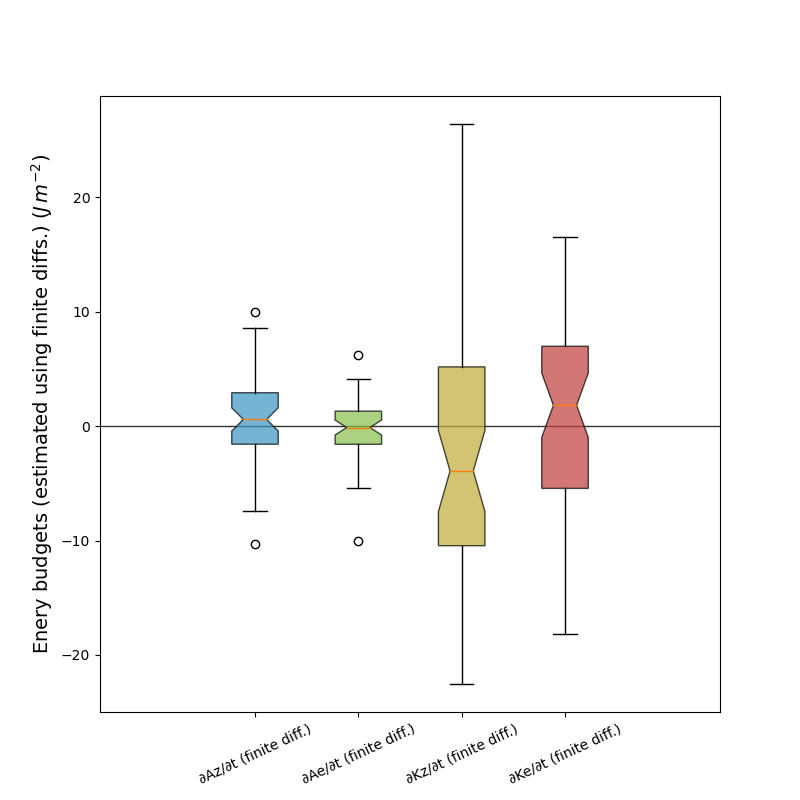 Enery budgets (estimated using finite diffs.) (J m⁻²)
20
10
0
−10
−20
∂Az/∂t (finite diff.)
∂Ae/∂t (finite diff.)
∂Kz/∂t (finite diff.)
∂Ke/∂t (finite diff.)